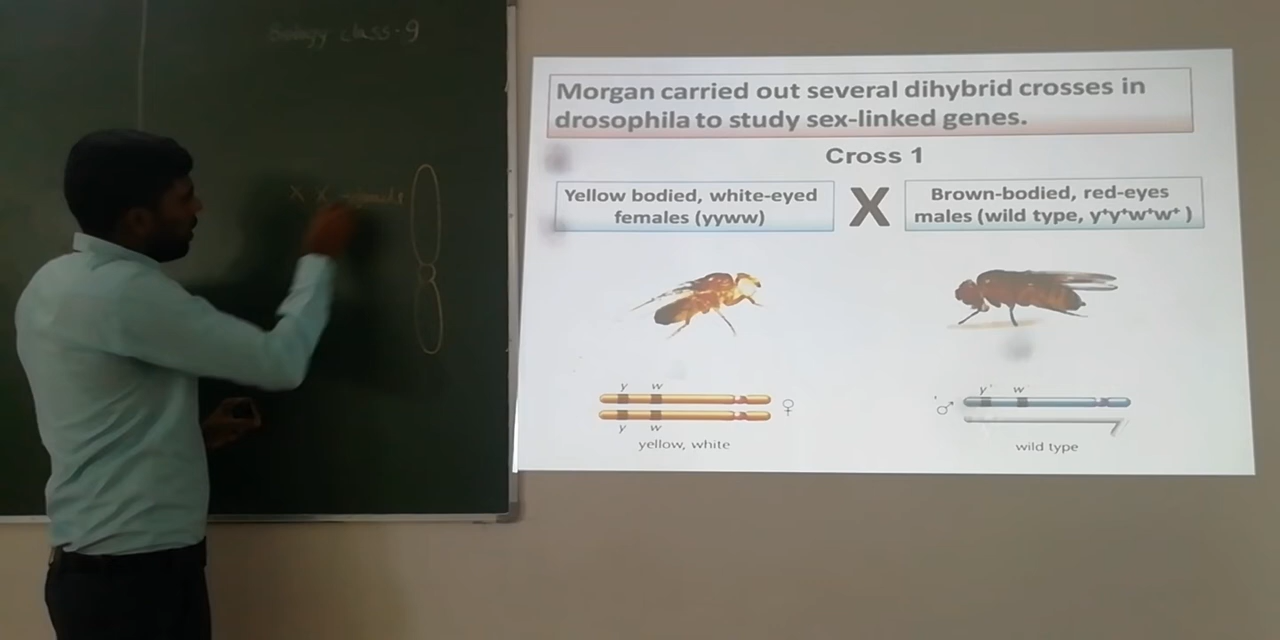 Biology class-9
X X
Morgan carried out several dihybrid crosses in
drosophila to study sex-linked genes.
Cross 1
Yellow bodied, white-eyed
females (yyww)
X
Brown-bodied, red-eyes
males (wild type, y⁺y⁺w⁺w⁺ )
y w
y w
♀
yellow, white
y⁺ w
♂
wild type